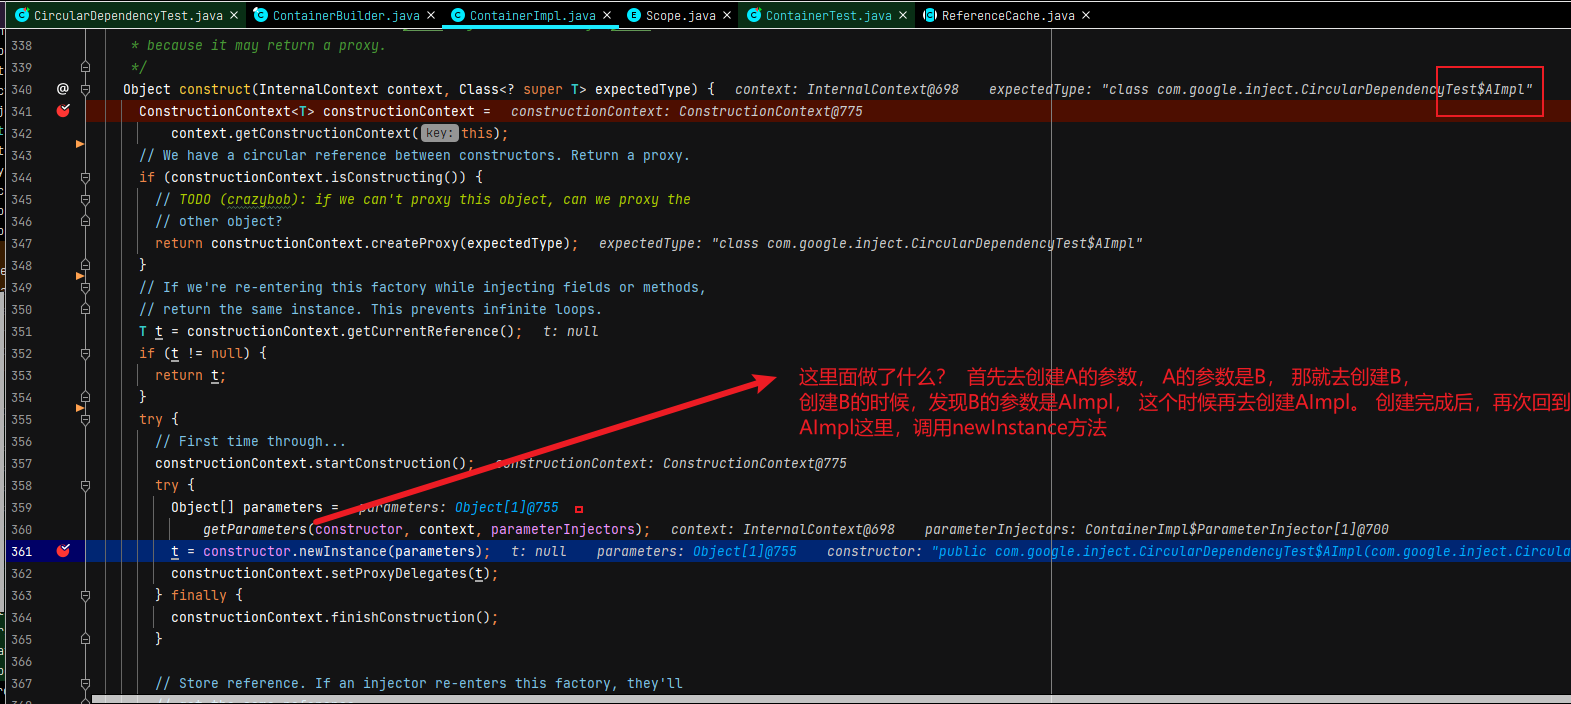 CircularDependencyTest.java × ContainerBuilder.java × ContainerImpl.java × Scope.java × ContainerTest.java × ReferenceCache.java ×
338 * because it may return a proxy.
339 */
340 @ Object construct(InternalContext context, Class<? super T> expectedType) { context: InternalContext@698 expectedType: "class com.google.inject.CircularDependencyTest$AImpl"
341 ConstructionContext<T> constructionContext = constructionContext: ConstructionContext@775
342 context.getConstructionContext( key: this);
343 // We have a circular reference between constructors. Return a proxy.
344 if (constructionContext.isConstructing()) {
345 // TODO (crazybob): if we can't proxy this object, can we proxy the
346 // other object?
347 return constructionContext.createProxy(expectedType); expectedType: "class com.google.inject.CircularDependencyTest$AImpl"
348 }
349 // If we're re-entering this factory while injecting fields or methods,
350 // return the same instance. This prevents infinite loops.
351 T t = constructionContext.getCurrentReference(); t: null
352 if (t != null) {
353 return t;
这里面做了什么？ 首先去创建A的参数， A的参数是B， 那就去创建B，
创建B的时候，发现B的参数是AImpl， 这个时候再去创建AImpl。 创建完成后，再次回到
AImpl这里，调用newInstance方法
354 }
355 try {
356 // First time through...
357 constructionContext.startConstruction(); constructionContext: ConstructionContext@775
358 try {
359 Object[] parameters = parameters: Object[1]@755
360 getParameters(constructor, context, parameterInjectors); context: InternalContext@698 parameterInjectors: ContainerImpl$ParameterInjector[1]@700
361 t = constructor.newInstance(parameters); t: null parameters: Object[1]@755 constructor: "public com.google.inject.CircularDependencyTest$AImpl(com.google.inject.Circula
362 constructionContext.setProxyDelegates(t);
363 } finally {
364 constructionContext.finishConstruction();
365 }
366
367 // Store reference. If an injector re-enters this factory, they'll